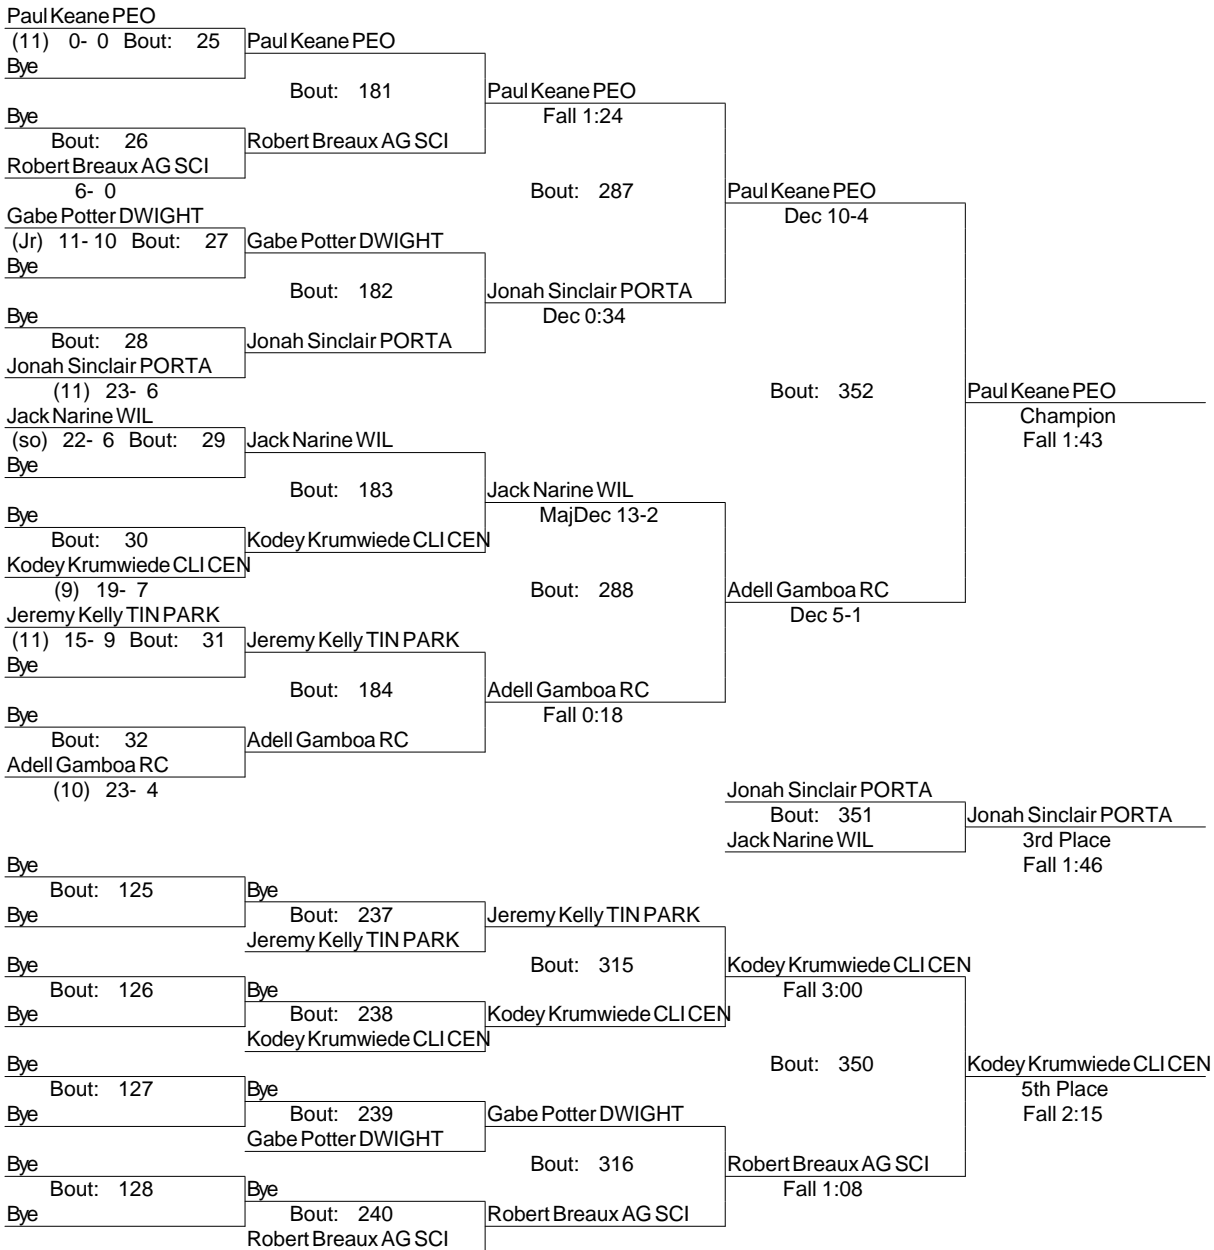 Paul Keane PEO
(11) 0- 0 Bout: 25 Paul Keane PEO
Bye
Bout: 181 Paul Keane PEO
Bye Fall 1:24
Bout: 26 Robert Breaux AG SCI
Robert Breaux AG SCI
6- 0 Bout: 287 Paul Keane PEO
Gabe Potter DWIGHT Dec 10-4
(Jr) 11- 10 Bout: 27 Gabe Potter DWIGHT
Bye
Bout: 182 Jonah Sinclair PORTA
Bye Dec 0:34
Bout: 28 Jonah Sinclair PORTA
Jonah Sinclair PORTA
(11) 23- 6 Bout: 352 Paul Keane PEO
Jack Narine WIL Champion
(so) 22- 6 Bout: 29 Jack Narine WIL Fall 1:43
Bye
Bout: 183 Jack Narine WIL
Bye MajDec 13-2
Bout: 30 Kodey Krumwiede CLI CEN
Kodey Krumwiede CLI CEN
(9) 19- 7 Bout: 288 Adell Gamboa RC
Jeremy Kelly TIN PARK Dec 5-1
(11) 15- 9 Bout: 31 Jeremy Kelly TIN PARK
Bye
Bout: 184 Adell Gamboa RC
Bye Fall 0:18
Bout: 32 Adell Gamboa RC
Adell Gamboa RC
(10) 23- 4 Jonah Sinclair PORTA
Bout: 351 Jonah Sinclair PORTA
Jack Narine WIL 3rd Place
Bye Fall 1:46
Bout: 125 Bye
Bye Bout: 237 Jeremy Kelly TIN PARK
Jeremy Kelly TIN PARK
Bye Bout: 315 Kodey Krumwiede CLI CEN
Bout: 126 Bye Fall 3:00
Bye Bout: 238 Kodey Krumwiede CLI CEN
Kodey Krumwiede CLI CEN
Bye Bout: 350 Kodey Krumwiede CLI CEN
Bout: 127 Bye 5th Place
Bye Bout: 239 Gabe Potter DWIGHT Fall 2:15
Gabe Potter DWIGHT
Bye Bout: 316 Robert Breaux AG SCI
Bout: 128 Bye Fall 1:08
Bye Bout: 240 Robert Breaux AG SCI
Robert Breaux AG SCI